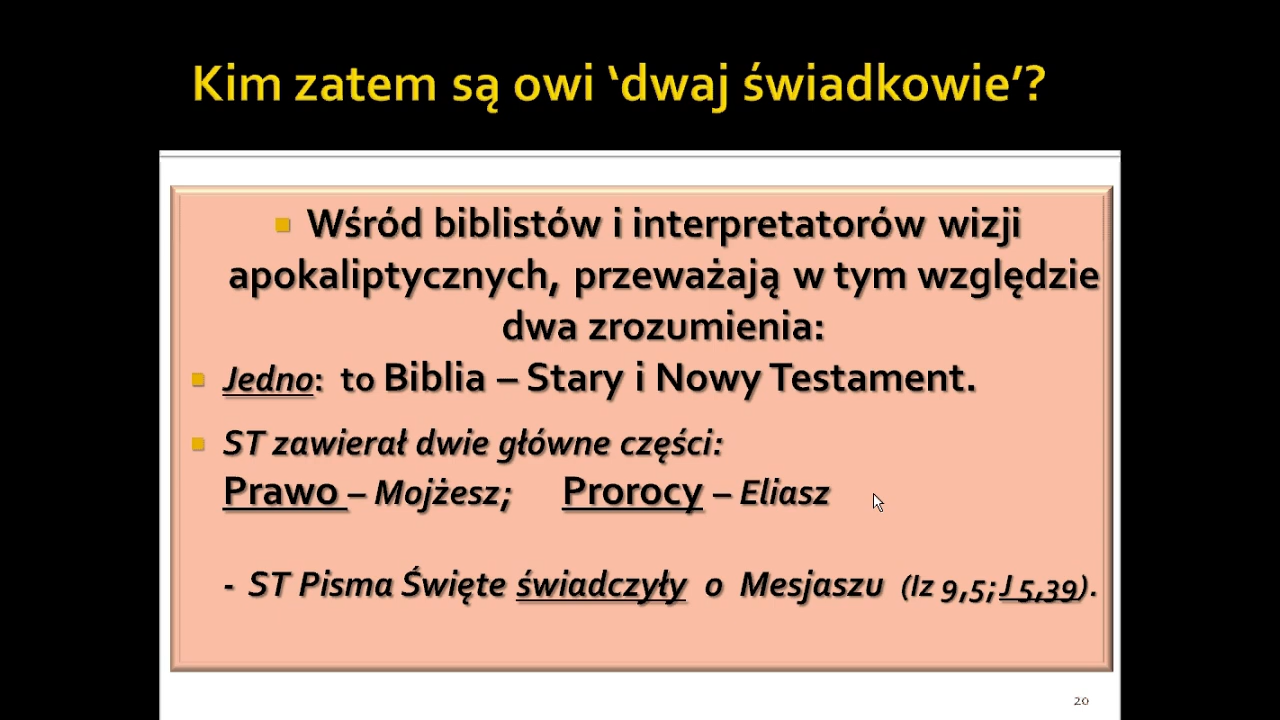 Kim zatem są owi ‘dwaj świadkowie’?
Wśród biblistów i interpretatorów wizji
apokaliptycznych, przeważają w tym względzie
dwa zrozumienia:
Jedno: to Biblia – Stary i Nowy Testament.
ST zawierał dwie główne części:
Prawo – Mojżesz; Prorocy – Eliasz
- ST Pisma Święte świadczyły o Mesjaszu (Iz 9,5; J 5,39).
20